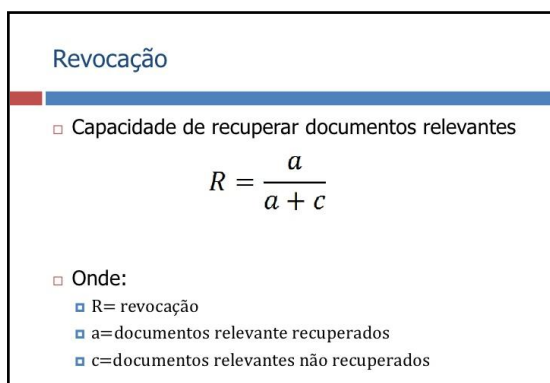 Revocação
Capacidade de recuperar documentos relevantes
R = a / (a + c)
Onde:
R= revocação
a=documentos relevante recuperados
c=documentos relevantes não recuperados